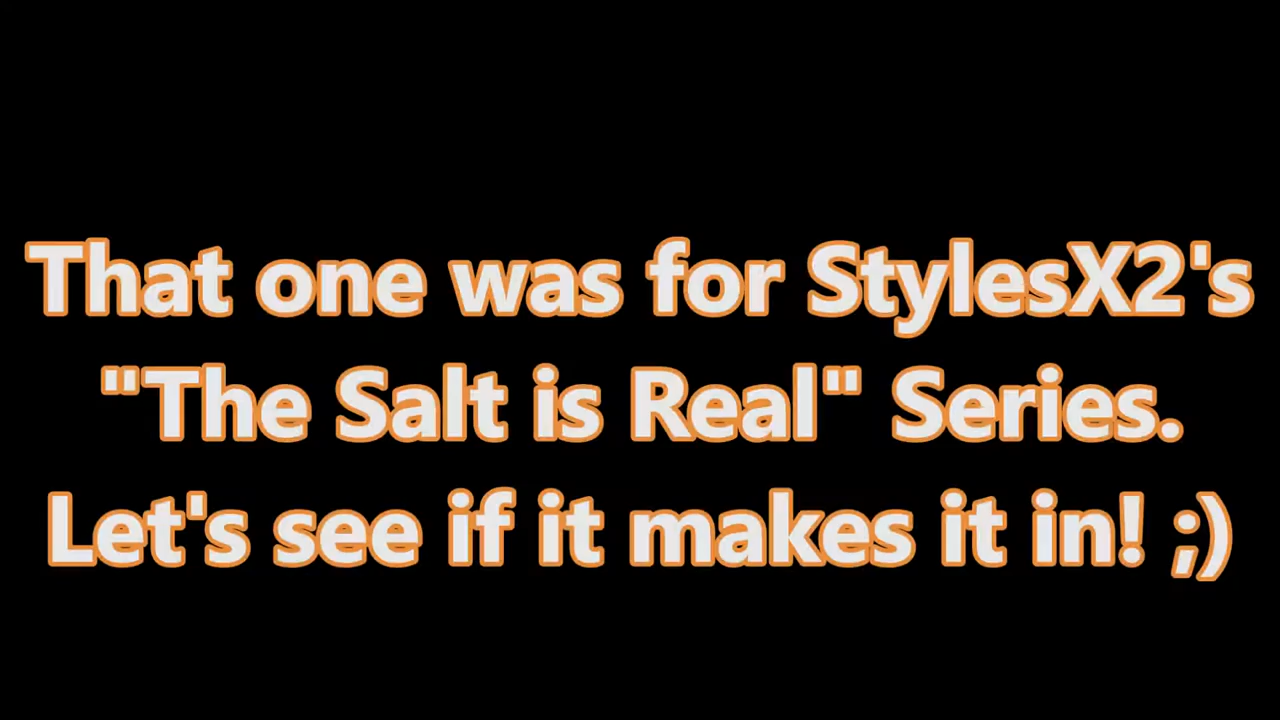 That one was for StylesX2's
"The Salt is Real" Series.
Let's see if it makes it in! ;)